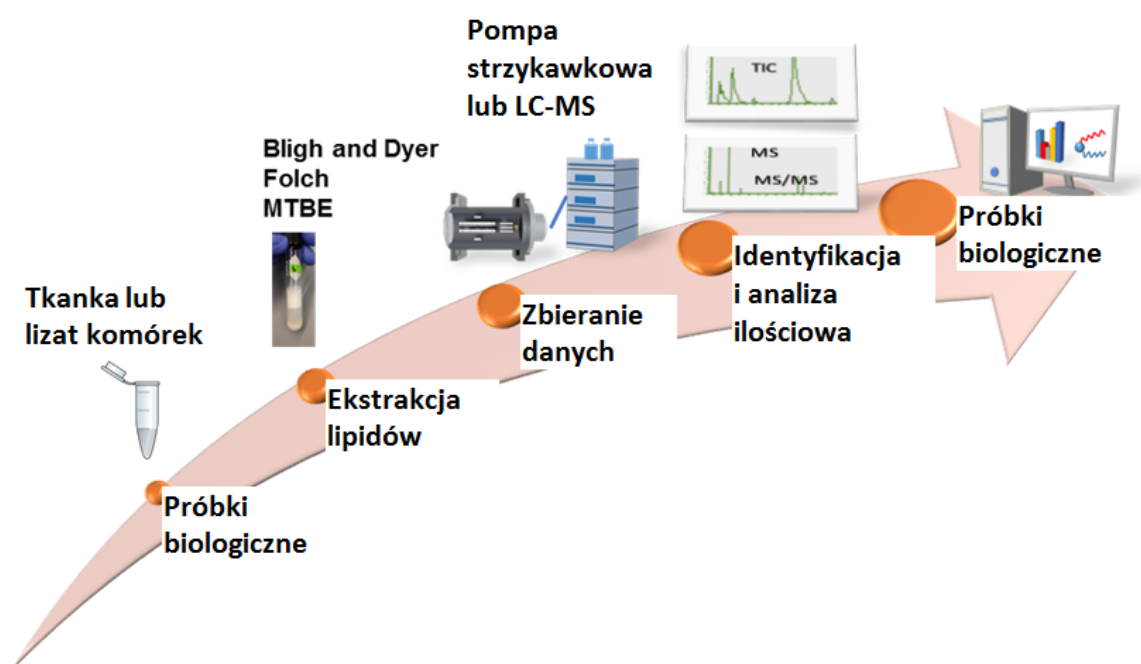 Tkanka lub
lizat komórek
Próbki
biologiczne
Bligh and Dyer
Folch
MTBE
Ekstrakcja
lipidów
Pompa
strzykawkowa
lub LC-MS
Zbieranie
danych
TIC
MS
MS/MS
Identyfikacja
i analiza
ilościowa
Próbki
biologiczne